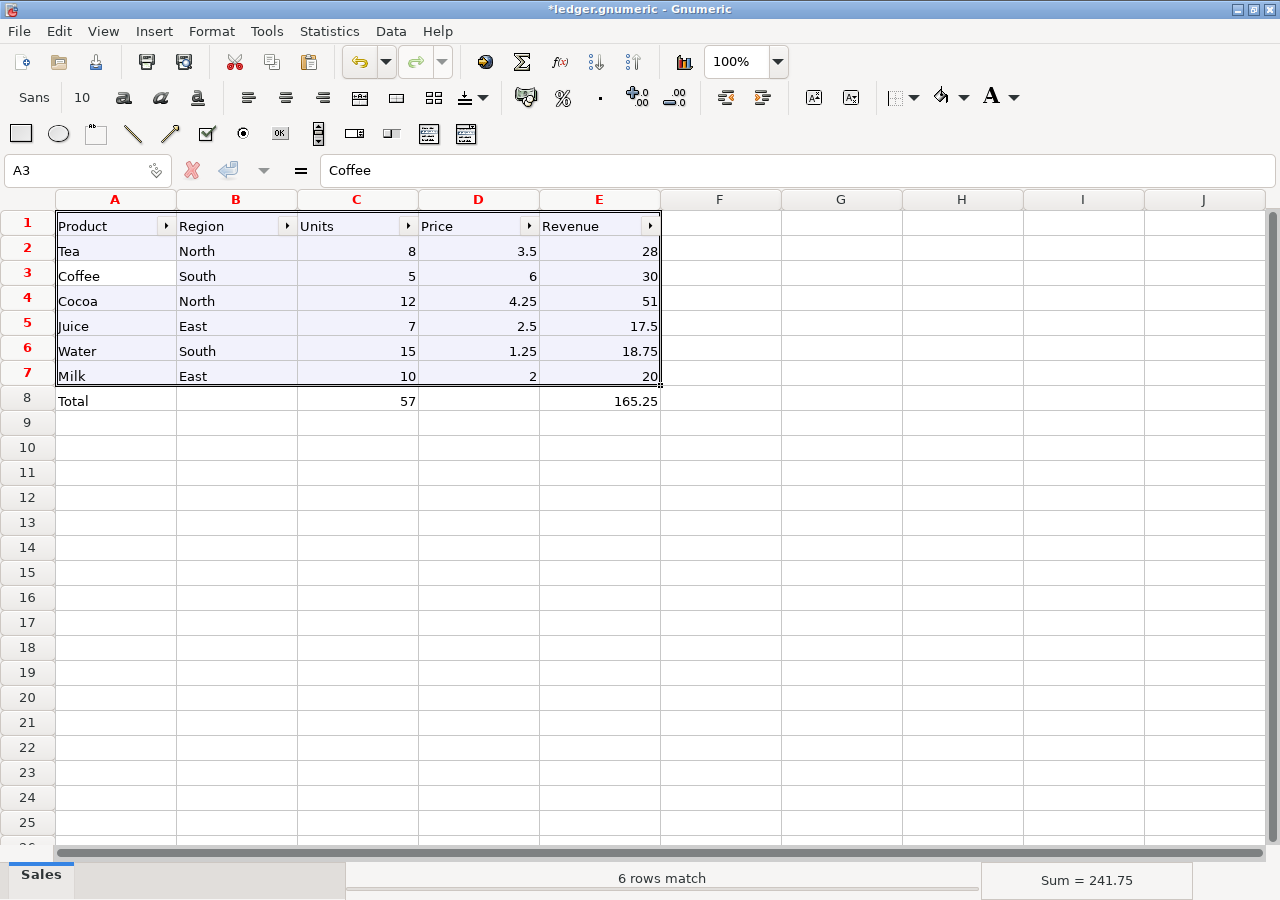 *ledger.gnumeric - Gnumeric
File Edit View Insert Format Tools Statistics Data Help
f(x) 100%
Sans 10 a a a % .00 .00 A A A
OK
A3 = Coffee
A B C D E F G H I J
1 Product Region Units Price Revenue
2 Tea North 8 3.5 28
3 Coffee South 5 6 30
4 Cocoa North 12 4.25 51
5 Juice East 7 2.5 17.5
6 Water South 15 1.25 18.75
7 Milk East 10 2 20
8 Total 57 165.25
9
10
11
12
13
14
15
16
17
18
19
20
21
22
23
24
25
Sales 6 rows match Sum = 241.75